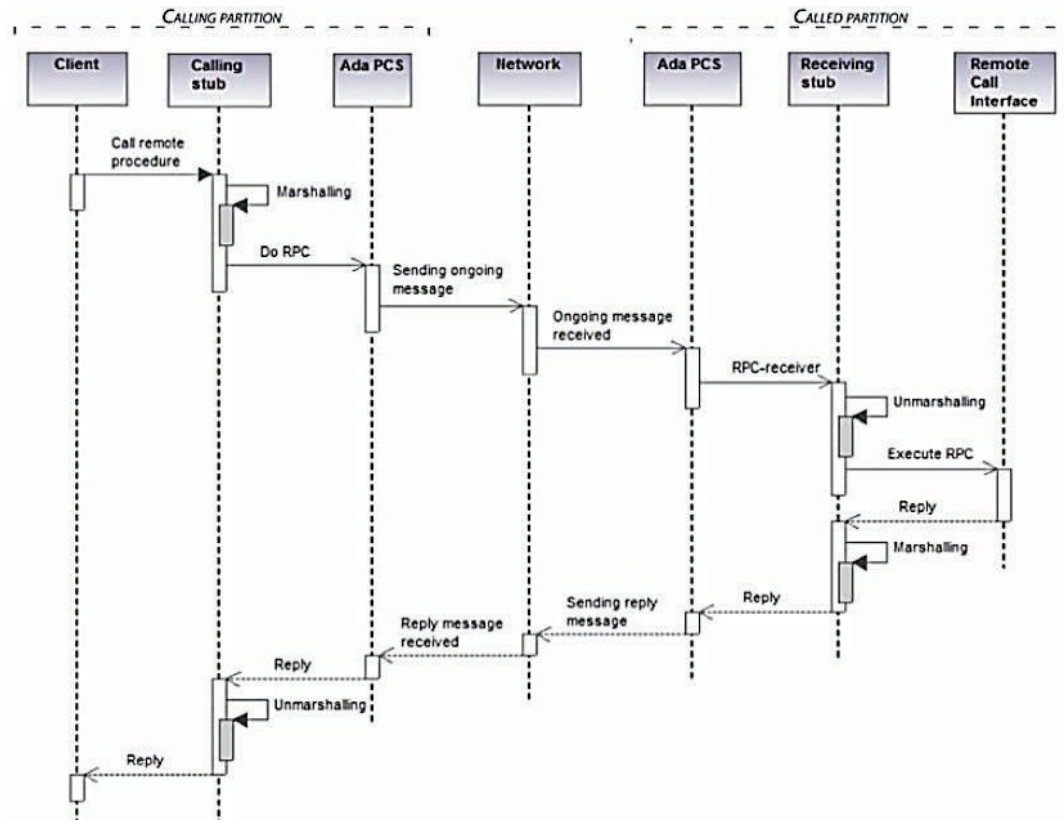 CALLING PARTITION
CALLED PARTITION
Client
Calling
stub
Ada PCS
Network
Ada PCS
Receiving
stub
Remote
Call
Interface
Call remote
procedure
Marshalling
Do RPC
Sending ongoing
message
Ongoing message
received
RPC-receiver
Unmarshalling
Execute RPC
Reply
Marshalling
Reply
Sending reply
message
Reply message
received
Reply
Unmarshalling
Reply